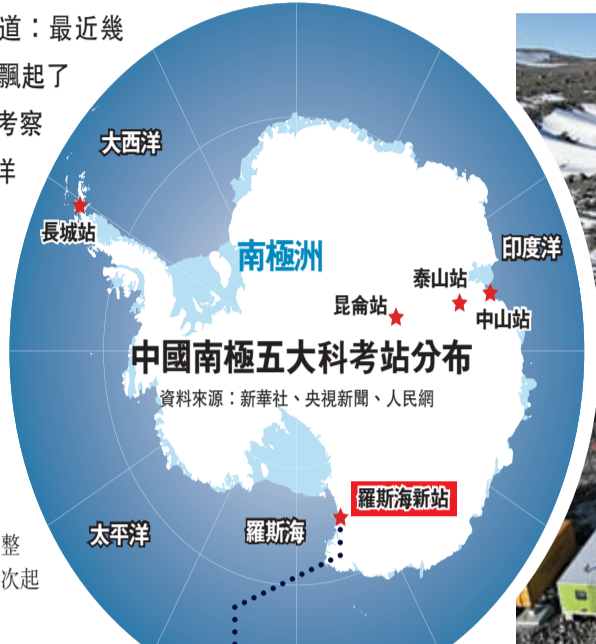 道：最近幾
飄起了
考察
洋
大西洋
長城站
南極洲
印度洋
泰山站
昆侖站
中山站
中國南極五大科考站分布
資料來源：新華社、央視新聞、人民網
羅斯海新站
太平洋
羅斯海
整
次起